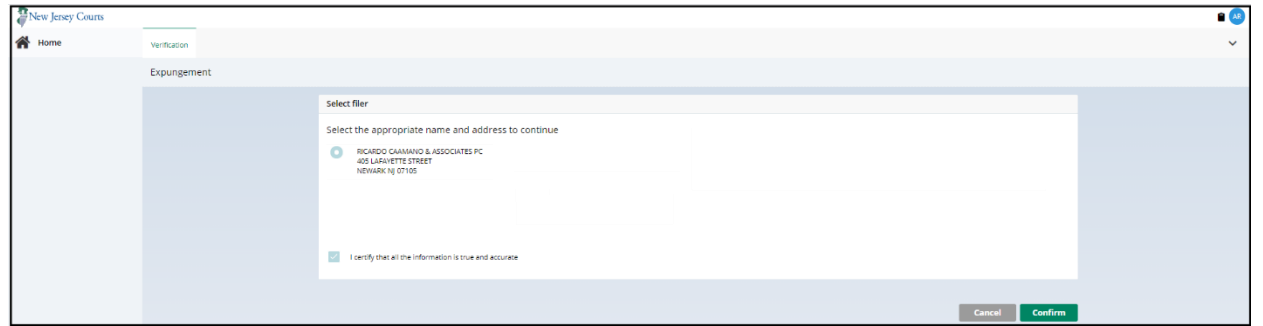 New Jersey Courts
AR
Home
Verification
Expungement
Select filer
Select the appropriate name and address to continue
RICARDO CAAMANO & ASSOCIATES PC
405 LAFAYETTE STREET
NEWARK NJ 07105
I certify that all the information is true and accurate
Cancel
Confirm